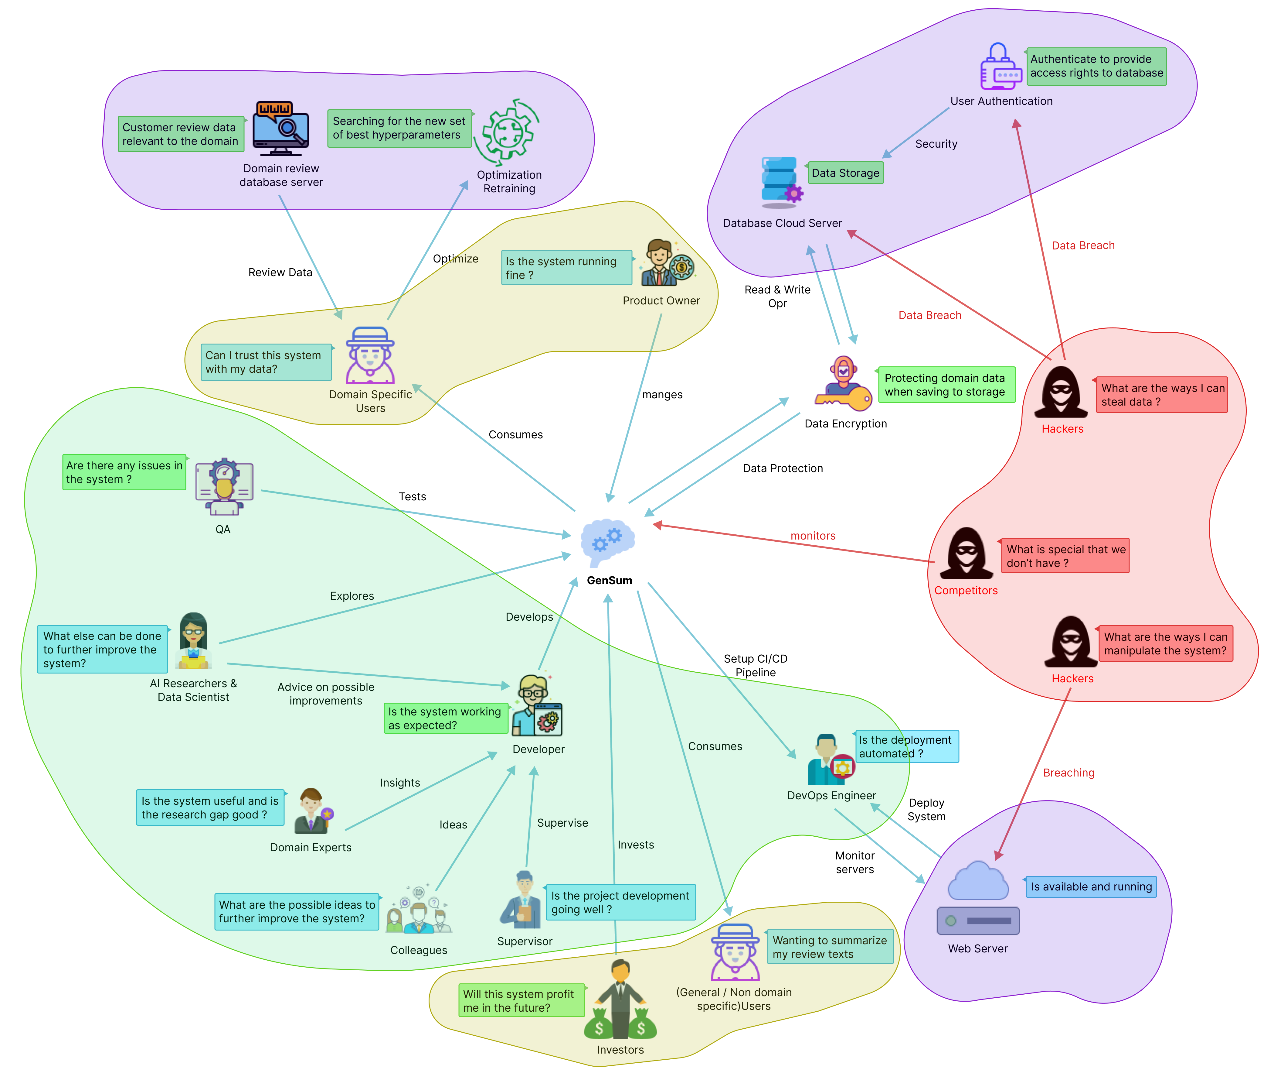 Authenticate to provide
access rights to database
User Authentication
Security
Data Storage
Database Cloud Server
Customer review data
relevant to the domain
Domain review
database server
Searching for the new set
of best hyperparameters
Optimization
Retraining
Review Data
Optimize
Is the system running
fine ?
Product Owner
Can I trust this system
with my data?
Domain Specific
Users
Read & Write
Opr
Data Breach
Data Breach
Protecting domain data
when saving to storage
Data Encryption
What are the ways I can
steal data ?
Hackers
manges
Consumes
Data Protection
Are there any issues in
the system ?
QA
Tests
GenSum
monitors
What is special that we
don't have ?
Competitors
Explores
Develops
What else can be done
to further improve the
system?
AI Researchers &
Data Scientist
Advice on possible
improvements
What are the ways I can
manipulate the system?
Hackers
Setup CI/CD
Pipeline
Is the system working
as expected?
Developer
Consumes
Is the deployment
automated ?
DevOps Engineer
Breaching
Insights
Is the system useful and is
the research gap good ?
Domain Experts
Ideas
Supervise
Invests
Deploy
System
Monitor
servers
What are the possible ideas to
further improve the system?
Colleagues
Is the project development
going well ?
Supervisor
Is available and running
Web Server
Wanting to summarize
my review texts
(General / Non domain
specific)Users
Will this system profit
me in the future?
Investors